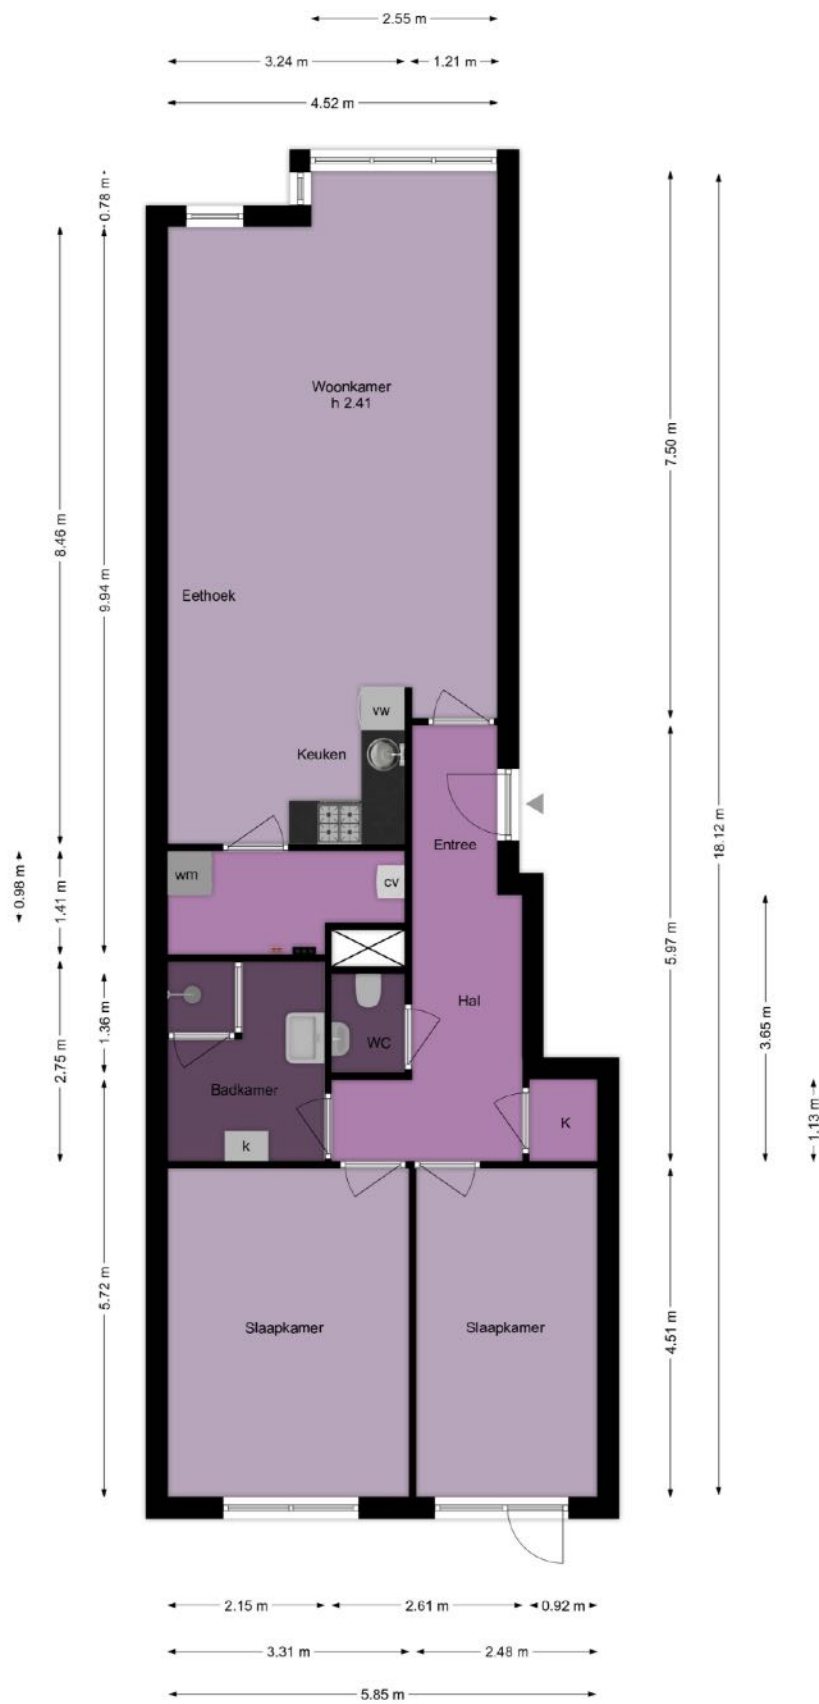 2.55 m
3.24 m
1.21 m
4.52 m
0.78 m
Woonkamer
h 2.41
7.50 m
8.46 m
9.94 m
Eethoek
vw
Keuken
18.12 m
Entree
wm
cv
0.98 m
1.41 m
5.97 m
Hal
3.65 m
WC
1.36 m
2.75 m
Badkamer
K
1.13 m
k
5.72 m
Slaapkamer
Slaapkamer
4.51 m
2.15 m
2.61 m
0.92 m
3.31 m
2.48 m
5.85 m